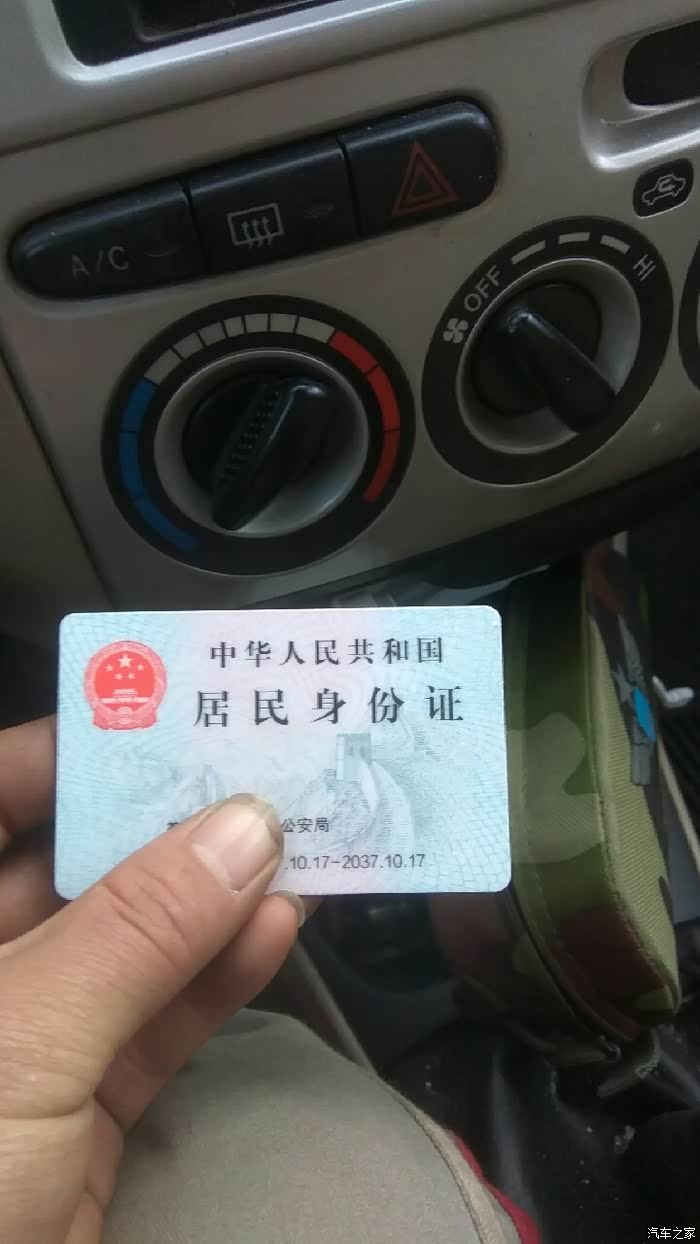 A/C
OFF
HI
中华人民共和国
居民身份证
公安局
.10.17-2037.10.17
汽车之家